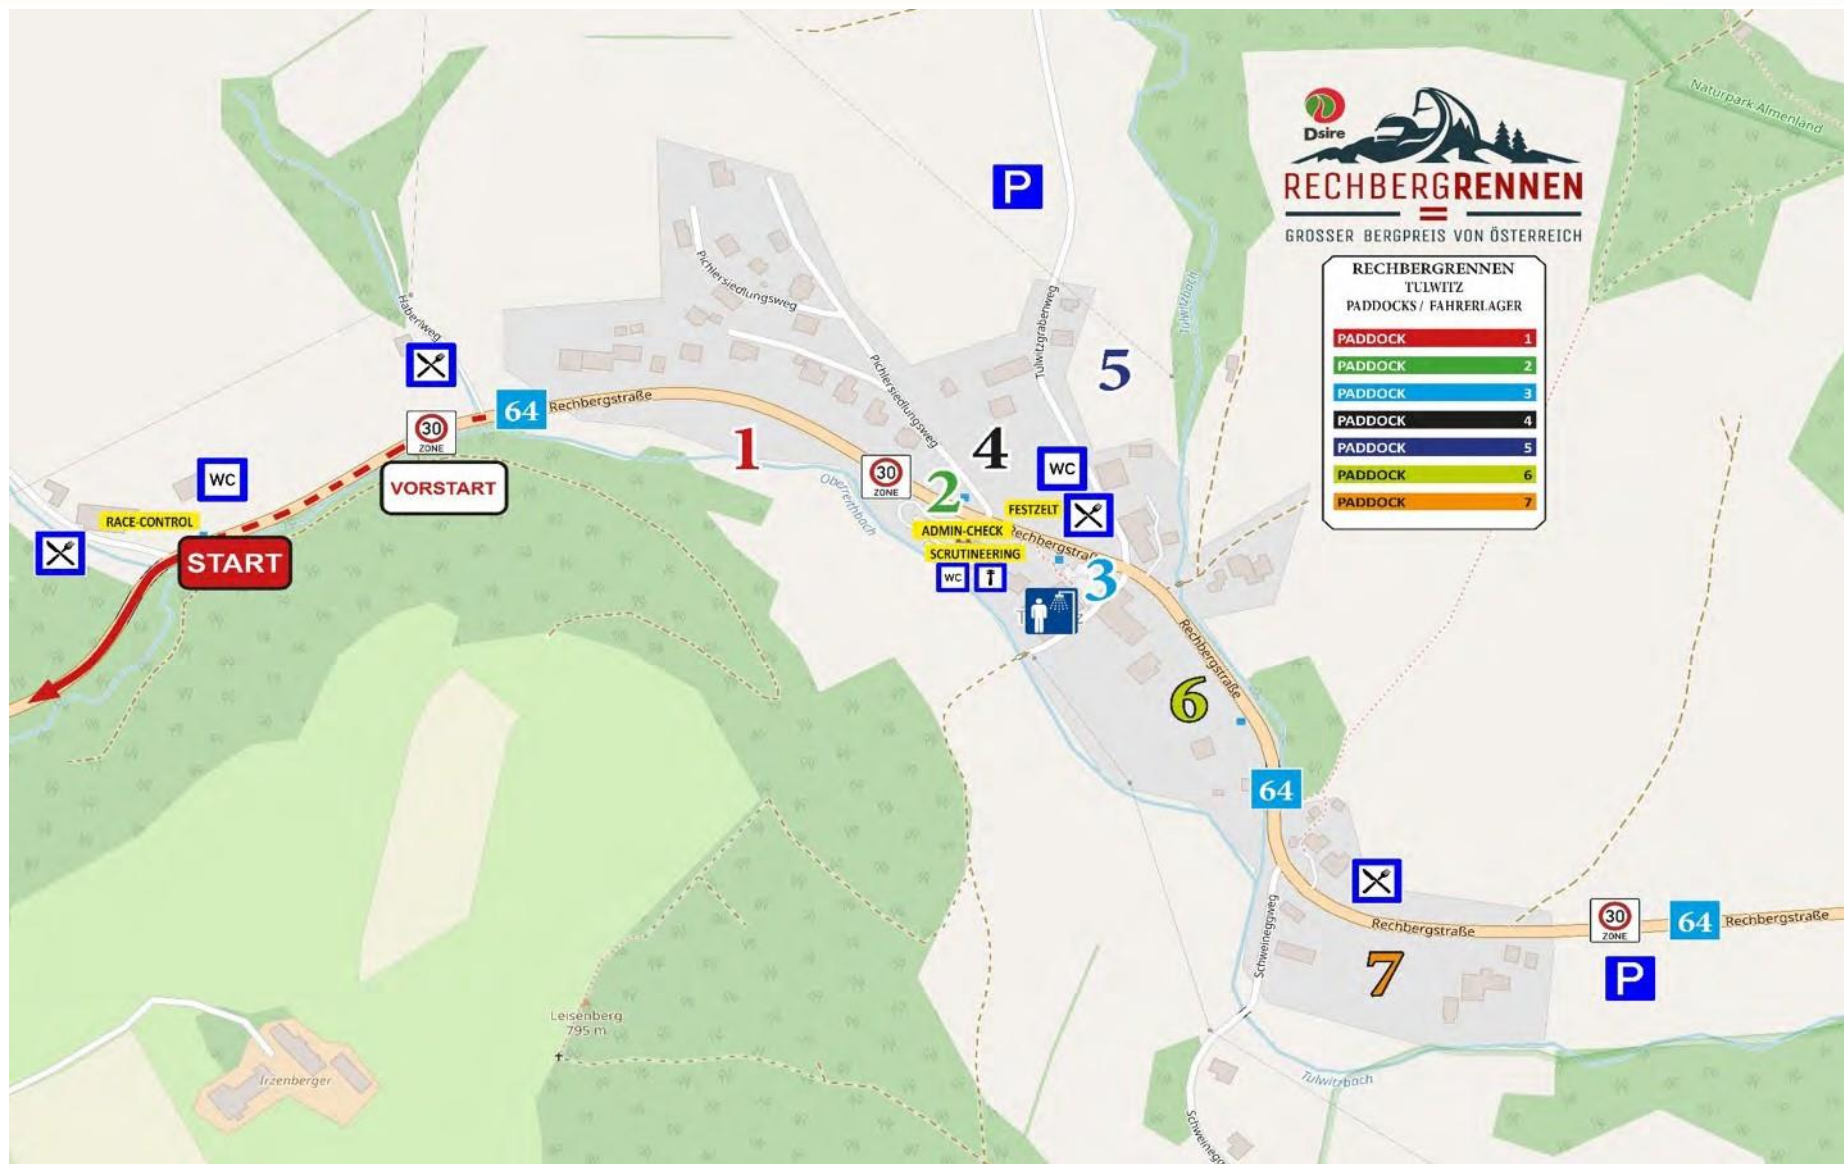 Naturpark Almenland
Dsire
RECHBERGRENNEN
GROSSER BERGPREIS VON ÖSTERREICH
RECHBERGRENNEN
TULWITZ
PADDOCKS / FAHRERLAGER
PADDOCK 1
PADDOCK 2
PADDOCK 3
PADDOCK 4
PADDOCK 5
PADDOCK 6
PADDOCK 7
P
Pichlersiedlungsweg
Haberlweg
Tulwitzgrabenweg
Tulwitzbach
Pichlersiedlungsweg
5
64
Rechbergstraße
30
ZONE
1
4
WC
WC
VORSTART
30
ZONE
2
Oberreithbach
FESTZELT
RACE-CONTROL
START
ADMIN-CHECK
Rechbergstraße
SCRUTINEERING
WC
3
Rechbergstraße
6
64
Schweineggweg
Rechbergstraße
30
ZONE
64
Rechbergstraße
7
P
Leisenberg
795 m
Irzenberger
Tulwitzbach
Schweinegg